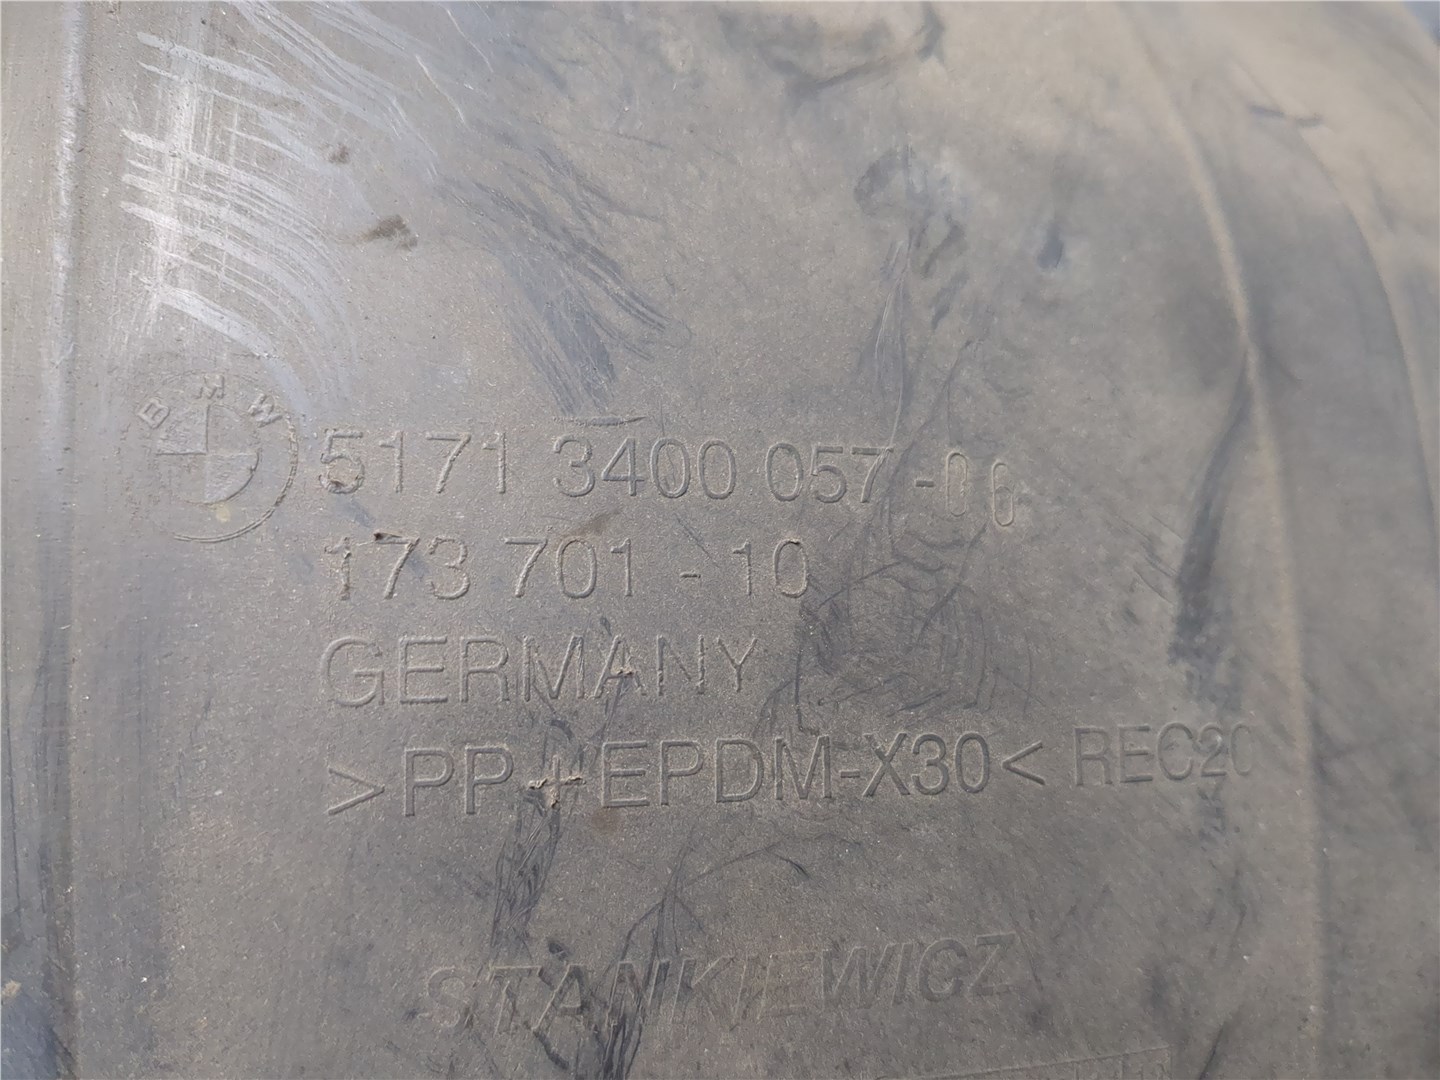 BMW
5171 3400 057 -06
173 701 - 10
GERMANY
>PP+EPDM-X30< REC20
STANKIEWICZ